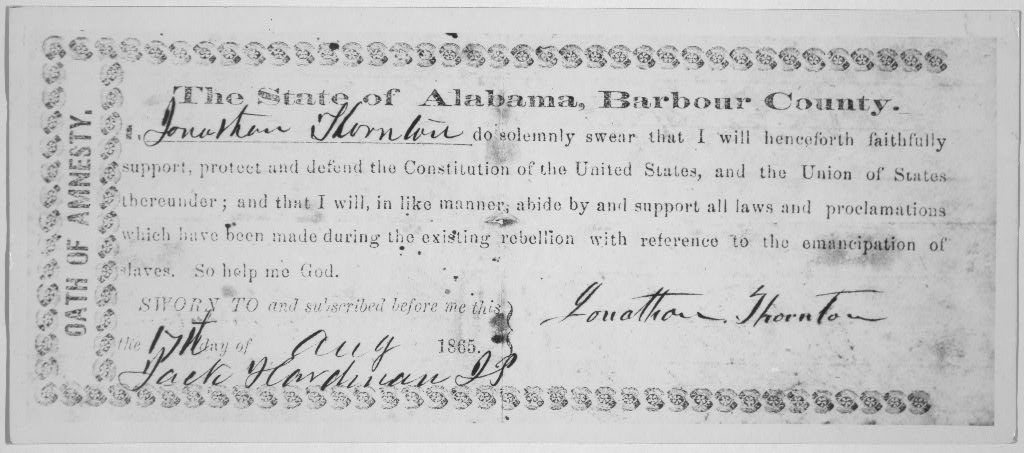 OATH OF AMNESTY.
The State of Alabama, Barbour County.
I, Jonathan Thornton do solemnly swear that I will henceforth faithfully
support, protect and defend the Constitution of the United States, and the Union of States
thereunder; and that I will, in like manner, abide by and support all laws and proclamations
which have been made during the existing rebellion with reference to the emancipation of
slaves. So help me God.
SWORN TO and subscribed before me this
the 17th day of Aug 1865.
Jonathan Thornton
Jack Hardman JP